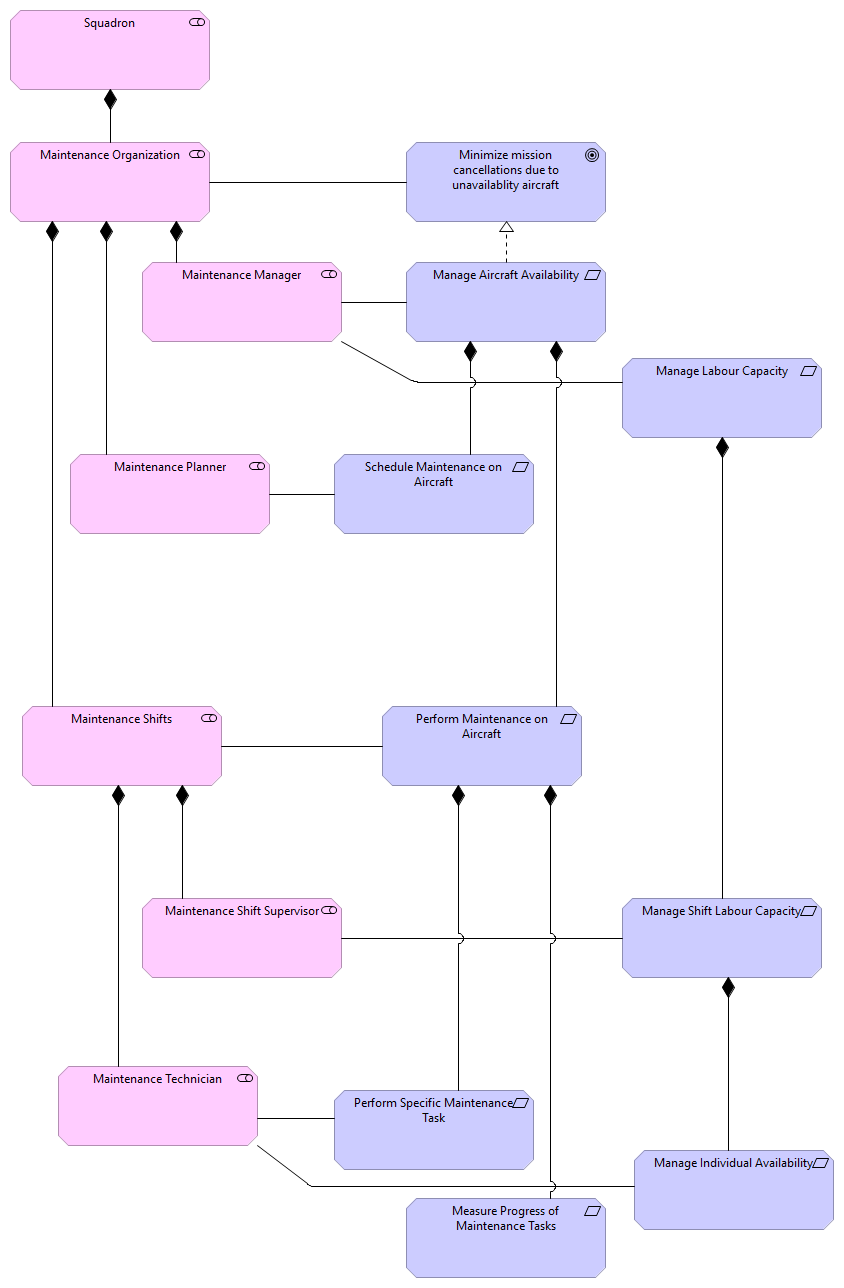 Squadron
Maintenance Organization
Minimize mission
cancellations due to
unavailablity aircraft
Maintenance Manager
Manage Aircraft Availability
Manage Labour Capacity
Maintenance Planner
Schedule Maintenance on
Aircraft
Maintenance Shifts
Perform Maintenance on
Aircraft
Maintenance Shift Supervisor
Manage Shift Labour Capacity
Maintenance Technician
Perform Specific Maintenance
Task
Manage Individual Availability
Measure Progress of
Maintenance Tasks